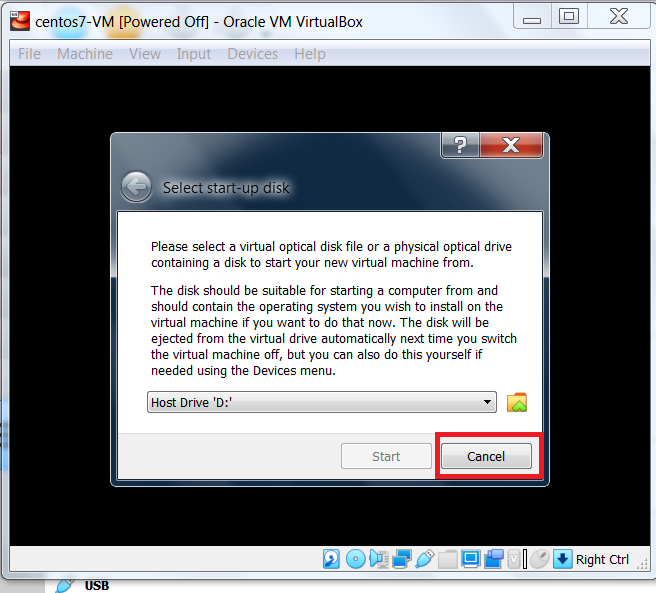 centos7-VM [Powered Off] - Oracle VM VirtualBox
File Machine View Input Devices Help
?
Select start-up disk
Please select a virtual optical disk file or a physical optical drive
containing a disk to start your new virtual machine from.
The disk should be suitable for starting a computer from and
should contain the operating system you wish to install on the
virtual machine if you want to do that now. The disk will be
ejected from the virtual drive automatically next time you switch
the virtual machine off, but you can also do this yourself if
needed using the Devices menu.
Host Drive 'D:'
Start Cancel
Right Ctrl
USB